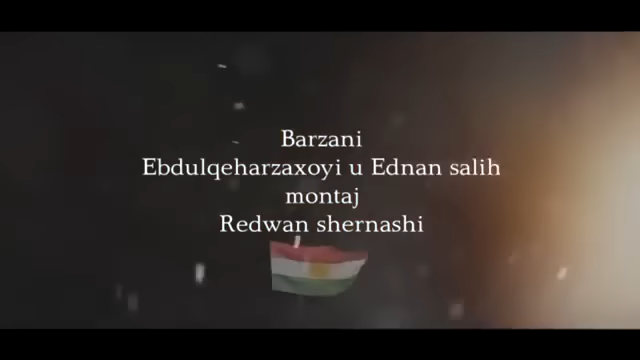 Barzani
Ebdulqeharzaxoyi u Ednan salih
montaj
Redwan shernashi